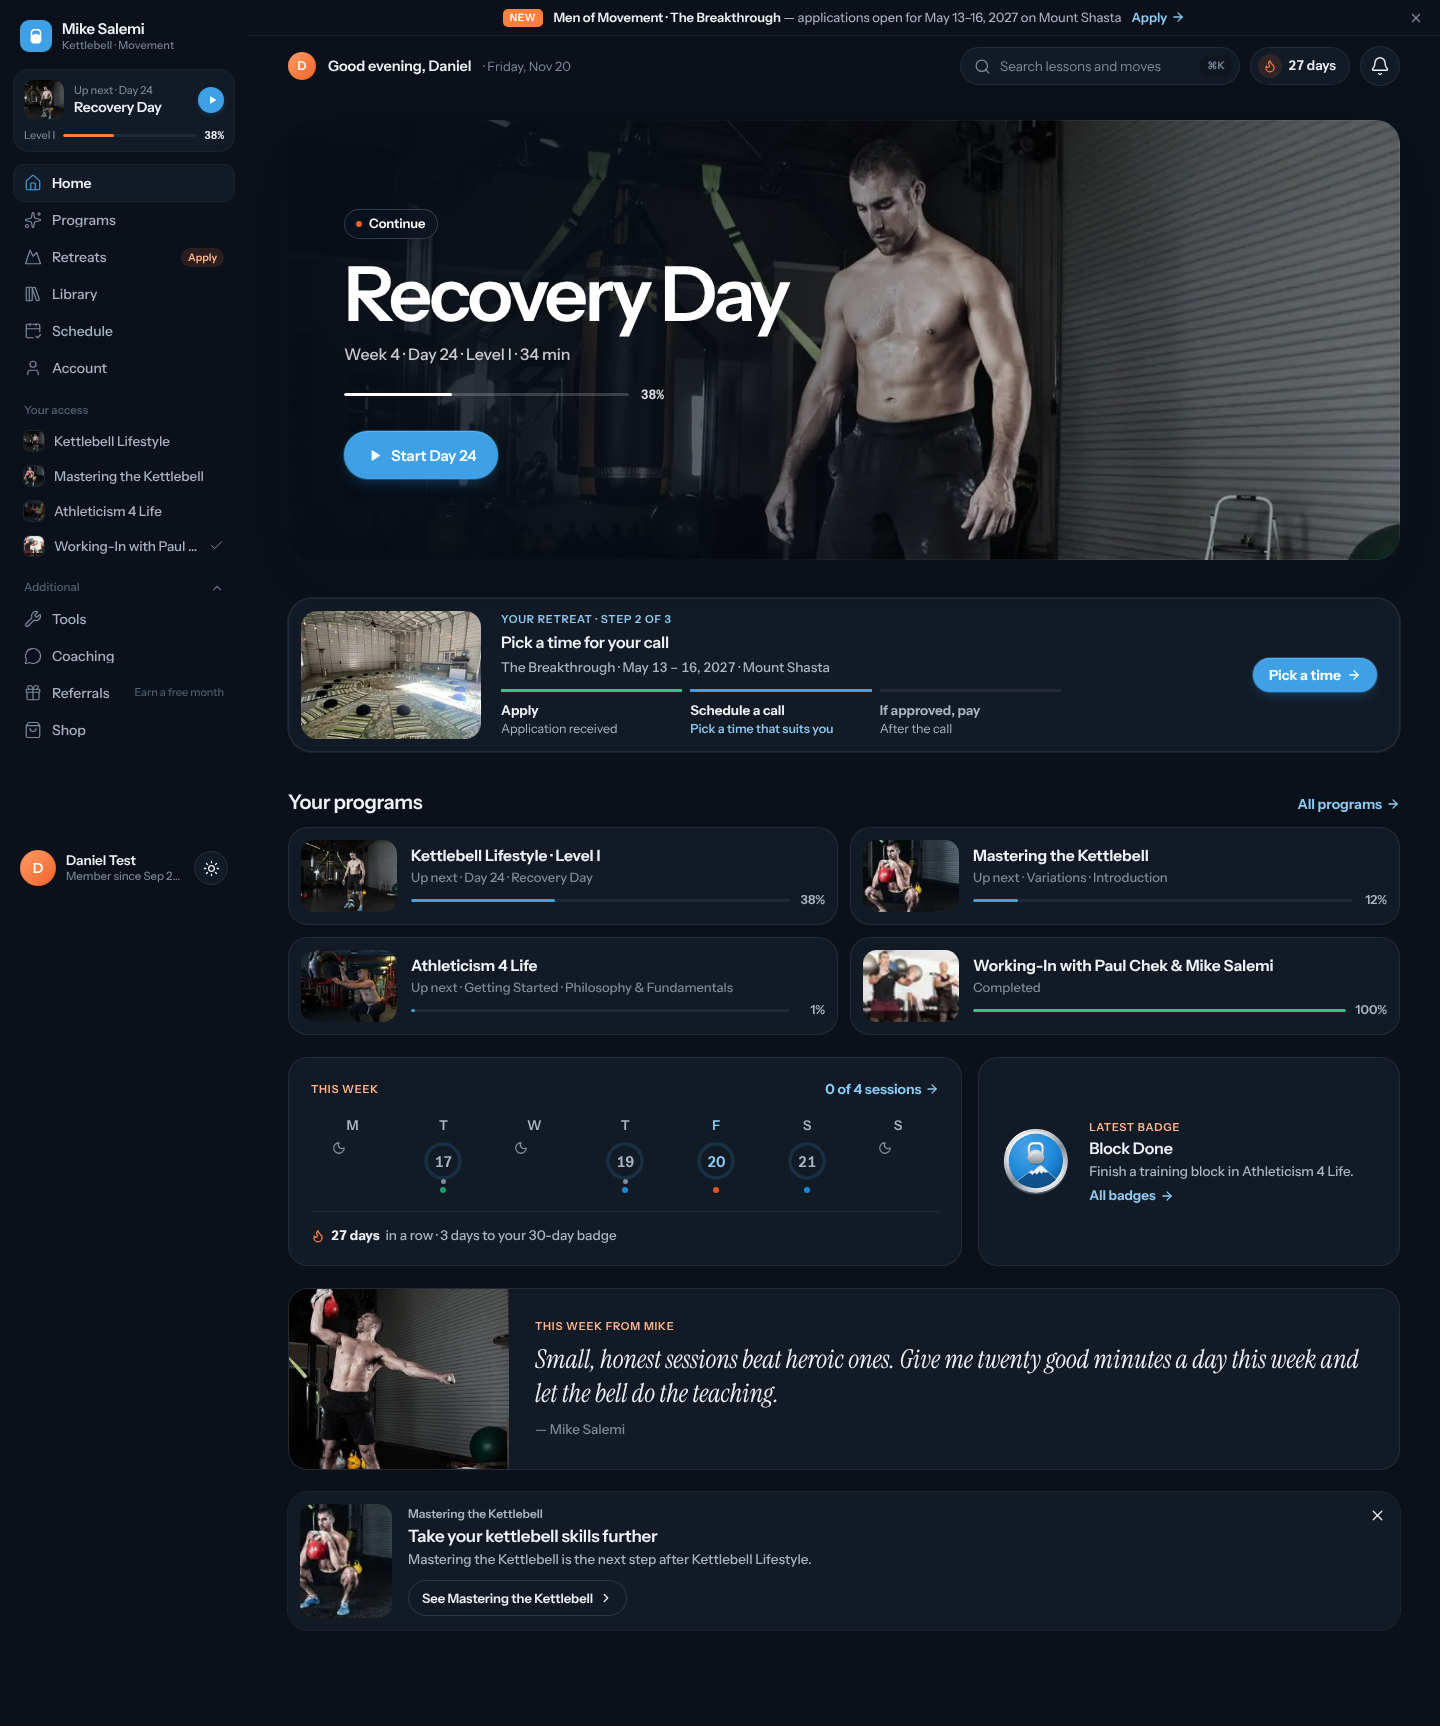 Mike Salemi
Kettlebell · Movement
Up next · Day 24
Recovery Day
Level I
38%
Home
Programs
Retreats
Apply
Library
Schedule
Account
Your access
Kettlebell Lifestyle
Mastering the Kettlebell
Athleticism 4 Life
Working-In with Paul ...
Additional
Tools
Coaching
Referrals
Earn a free month
Shop
D
Daniel Test
Member since Sep 2...
NEW Men of Movement · The Breakthrough — applications open for May 13–16, 2027 on Mount Shasta Apply →
D Good evening, Daniel · Friday, Nov 20
Search lessons and moves ⌘K
27 days
Continue
Recovery Day
Week 4 · Day 24 · Level I · 34 min
38%
Start Day 24
YOUR RETREAT · STEP 2 OF 3
Pick a time for your call
The Breakthrough · May 13 – 16, 2027 · Mount Shasta
Apply
Application received
Schedule a call
Pick a time that suits you
If approved, pay
After the call
Pick a time →
Your programs
All programs →
Kettlebell Lifestyle · Level I
Up next · Day 24 · Recovery Day
38%
Mastering the Kettlebell
Up next · Variations · Introduction
12%
Athleticism 4 Life
Up next · Getting Started · Philosophy & Fundamentals
1%
Working-In with Paul Chek & Mike Salemi
Completed
100%
THIS WEEK
0 of 4 sessions →
M T W T F S S
17 19 20 21
27 days in a row · 3 days to your 30-day badge
LATEST BADGE
Block Done
Finish a training block in Athleticism 4 Life.
All badges →
THIS WEEK FROM MIKE
Small, honest sessions beat heroic ones. Give me twenty good minutes a day this week and
let the bell do the teaching.
— Mike Salemi
Mastering the Kettlebell
Take your kettlebell skills further
Mastering the Kettlebell is the next step after Kettlebell Lifestyle.
See Mastering the Kettlebell